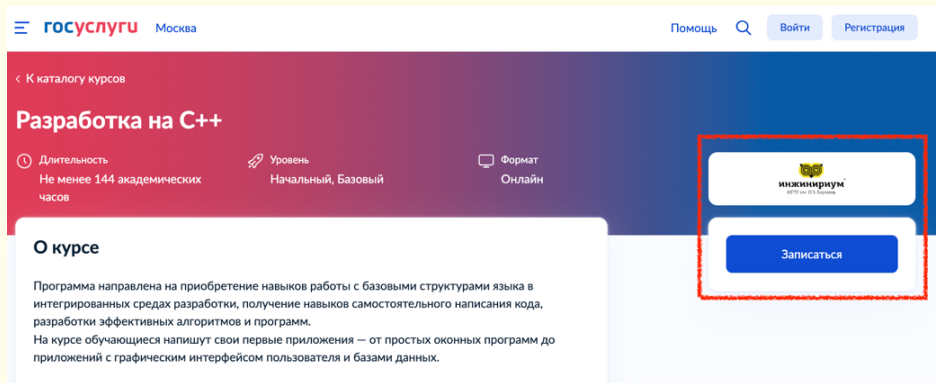 госуслуги Москва Помощь Войти Регистрация
< К каталогу курсов
Разработка на C++
Длительность Уровень Формат
Не менее 144 академических Начальный, Базовый Онлайн
часов
инжинириум
МГТУ им. Н.Э. Баумана
О курсе
Записаться
Программа направлена на приобретение навыков работы с базовыми структурами языка в
интегрированных средах разработки, получение навыков самостоятельного написания кода,
разработки эффективных алгоритмов и программ.
На курсе обучающиеся напишут свои первые приложения — от простых оконных программ до
приложений с графическим интерфейсом пользователя и базами данных.